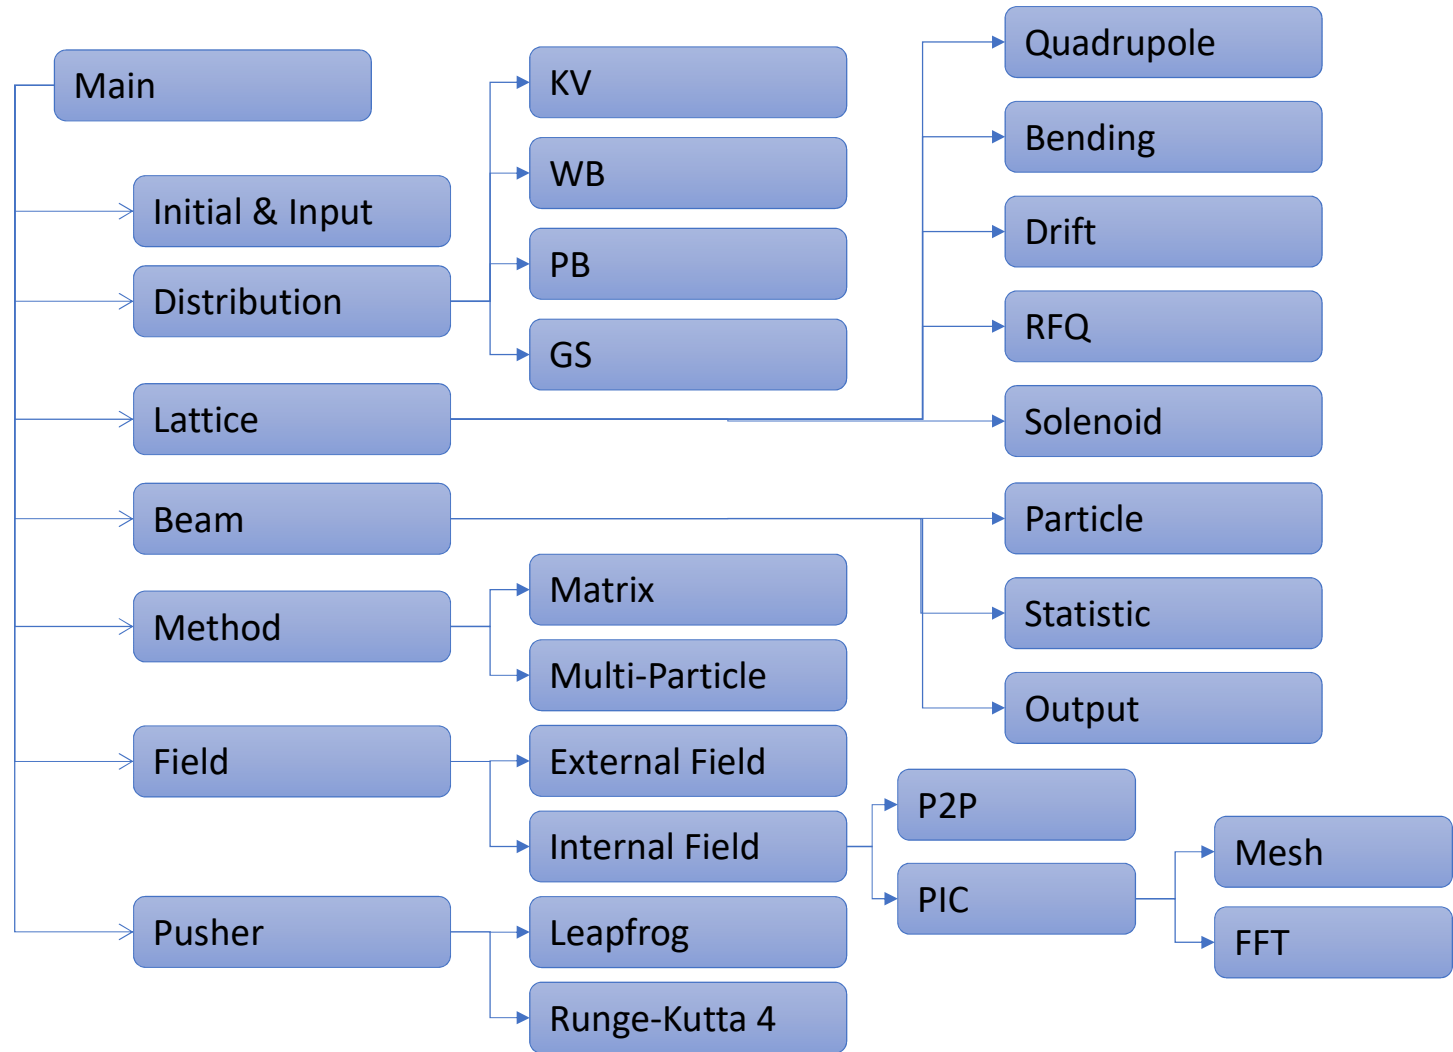 Main
Initial & Input
Distribution
KV
WB
PB
GS
Lattice
Quadrupole
Bending
Drift
RFQ
Solenoid
Beam
Particle
Statistic
Output
Method
Matrix
Multi-Particle
Field
External Field
Internal Field
P2P
PIC
Mesh
FFT
Pusher
Leapfrog
Runge-Kutta 4